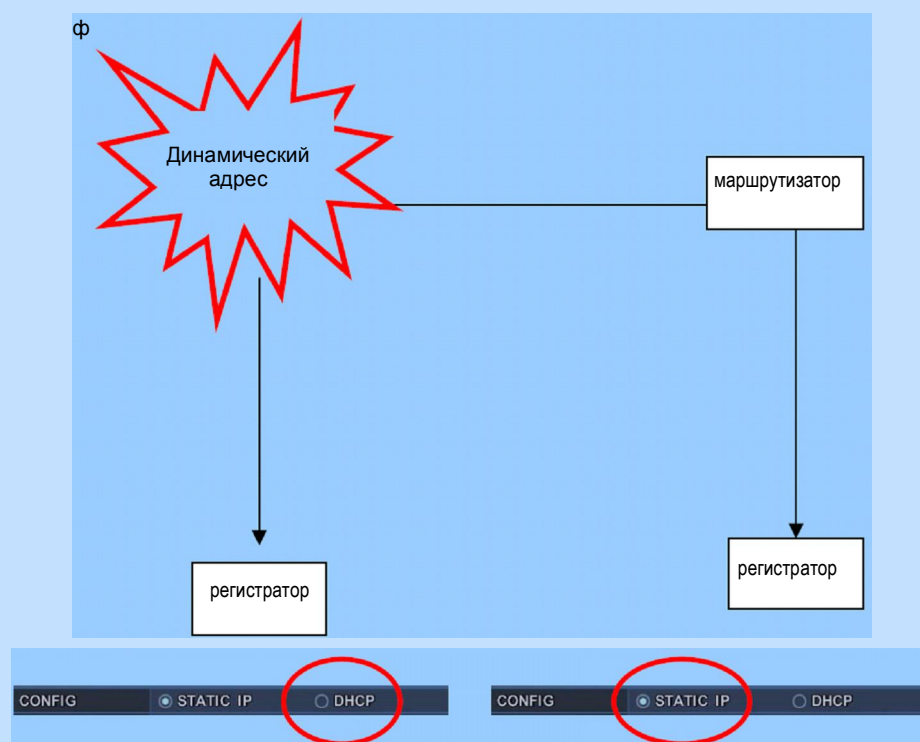 ф
Динамический
адрес
маршрутизатор
регистратор
регистратор
CONFIG STATIC IP DHCP
CONFIG STATIC IP DHCP